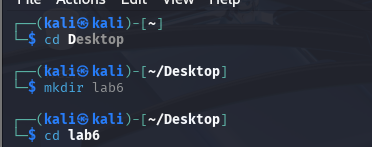 File Actions Edit View Help
┌──(kali㉿kali)-[~]
└─$ cd Desktop
┌──(kali㉿kali)-[~/Desktop]
└─$ mkdir lab6
┌──(kali㉿kali)-[~/Desktop]
└─$ cd lab6